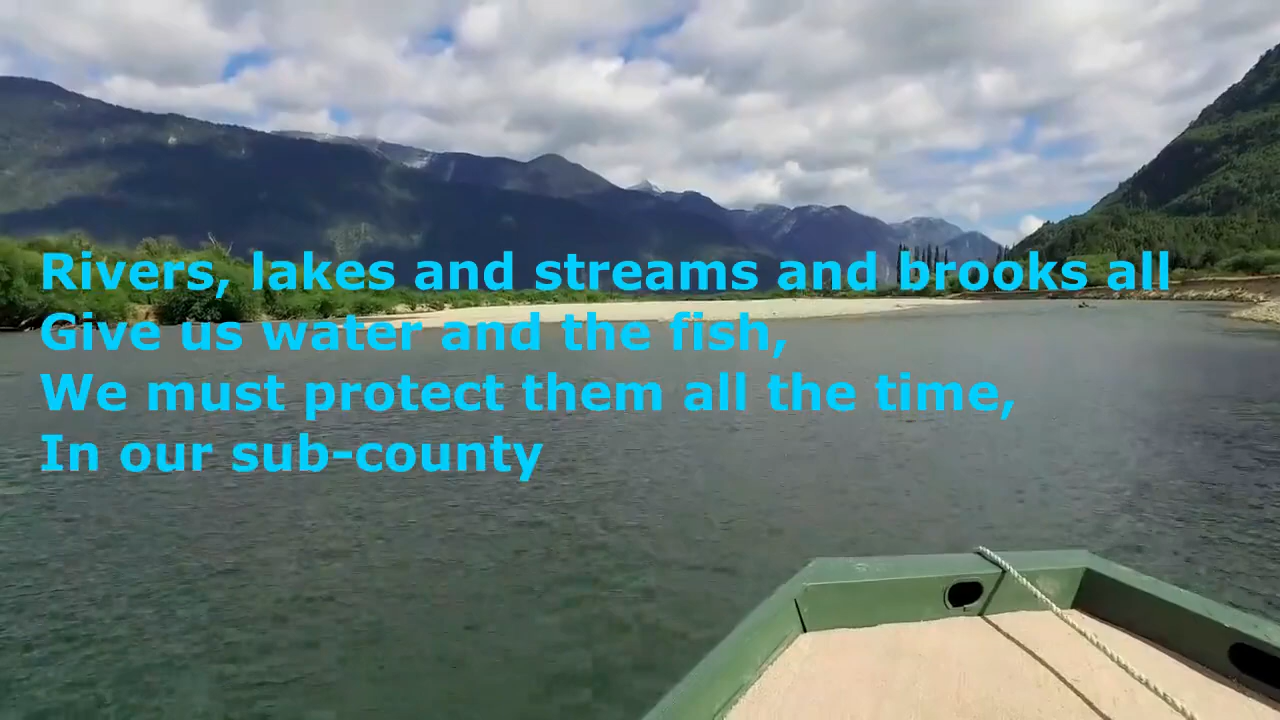 Rivers, lakes and streams and brooks all
Give us water and the fish,
We must protect them all the time,
In our sub-county